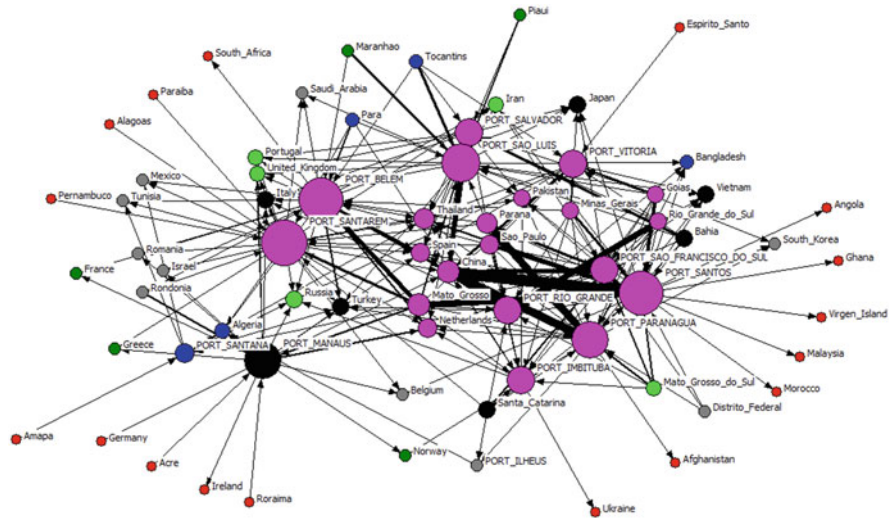 Piaui
Espirito_Santo
South_Africa
Maranhao
Tocantins
Saudi_Arabia
Paraiba
Iran
Japan
Para
PORT_SALVADOR
Alagoas
PORT_SAO_LUIS
PORT_VITORIA
Portugal
Bangladesh
United_Kingdom
Mexico
PORT_BELEM
Pernambuco
Tunisia
Italy
Pakistan
Goias
Vietnam
Minas_Gerais
Thailand
Parana
Rio_Grande_do_Sul
Angola
PORT_SANTAREM
Bahia
Sao_Paulo
South_Korea
Romania
Spain
PORT_SAO_FRANCISCO_DO_SUL
Ghana
Israel
China
PORT_SANTOS
France
Rondonia
Russia
Turkey
Mato_Grosso
PORT_RIO_GRANDE
Virgen_Island
Algeria
Netherlands
PORT_PARANAGUA
Greece
PORT_SANTANA
PORT_MANAUS
Malaysia
PORT_IMBITUBA
Belgium
Mato_Grosso_do_Sul
Morocco
Santa_Catarina
Distrito_Federal
Amapa
Germany
Norway
PORT_ILHEUS
Afghanistan
Acre
Ireland
Roraima
Ukraine